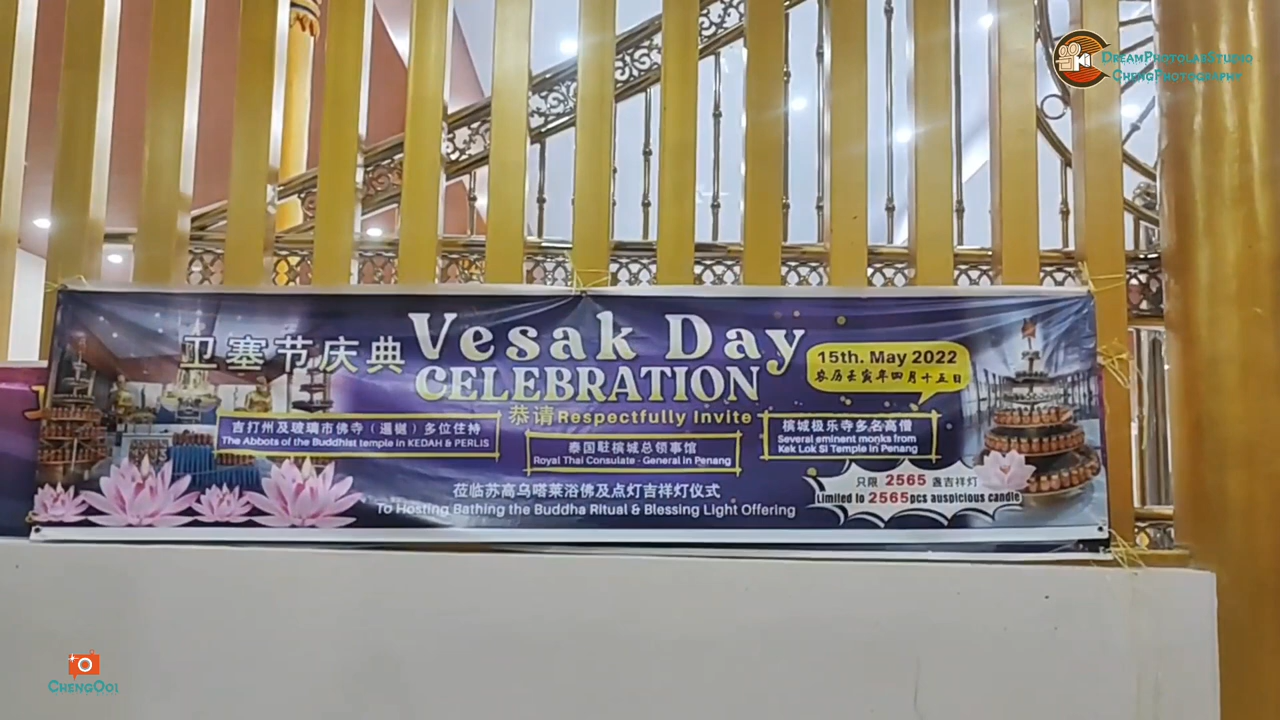 DreamPhotolabStudio
ChengPhotography
卫塞节庆典
Vesak Day
CELEBRATION
15th. May 2022
农历壬寅年四月十五日
恭请Respectfully Invite
吉打州及玻璃市佛寺（暹樾）多位住持
The Abbots of the Buddhist temple in KEDAH & PERLIS
泰国驻槟城总领事馆
Royal Thai Consulate - General in Penang
槟城极乐寺多名高僧
Several eminent monks from
Kek Lok Si Temple in Penang
莅临苏高乌嗒莱浴佛及点灯吉祥灯仪式
To Hosting Bathing the Buddha Ritual & Blessing Light Offering
只限 2565 盏吉祥灯
Limited to 2565pcs auspicious candle
ChengOoi